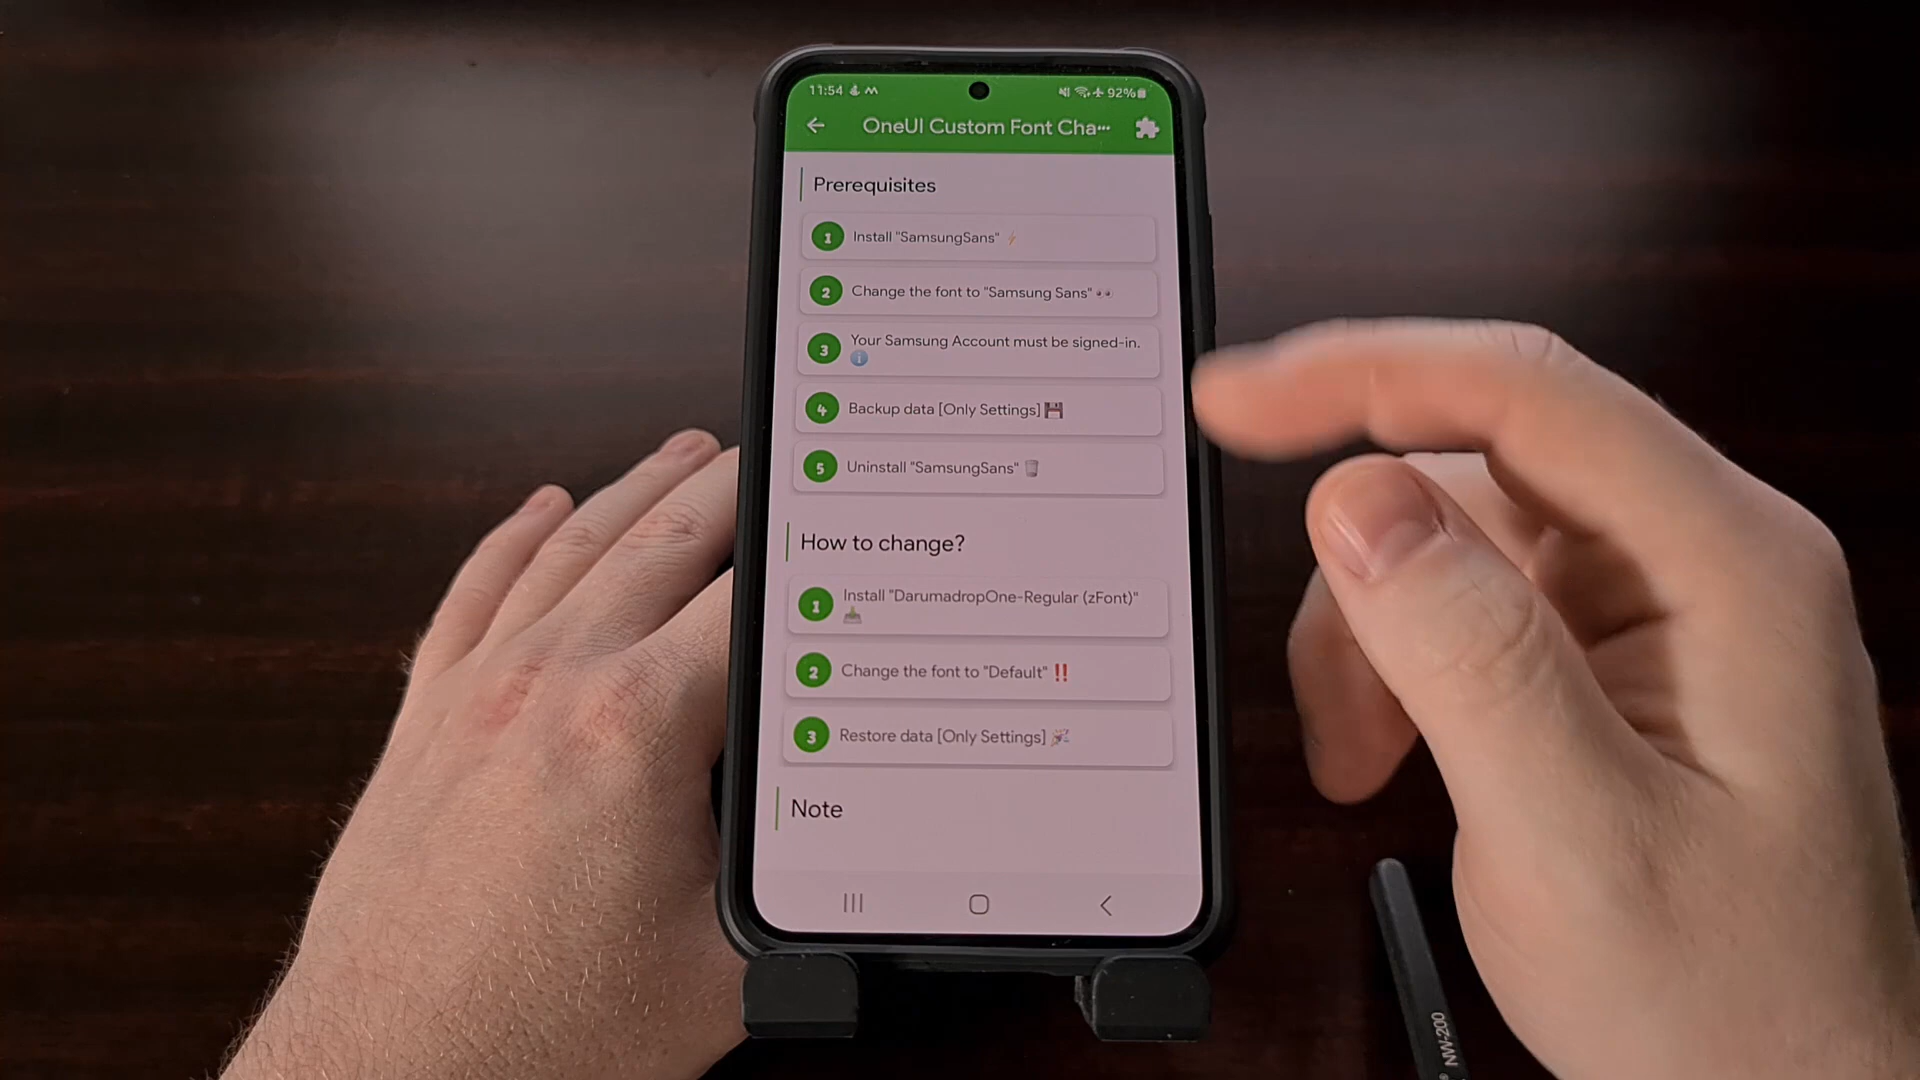 11:54 92%
OneUI Custom Font Cha...
Prerequisites
1 Install "SamsungSans"
2 Change the font to "Samsung Sans"
3 Your Samsung Account must be signed-in.
4 Backup data [Only Settings]
5 Uninstall "SamsungSans"
How to change?
1 Install "DarumadropOne-Regular (zFont)"
2 Change the font to "Default" ‼
3 Restore data [Only Settings]
Note
NW-200